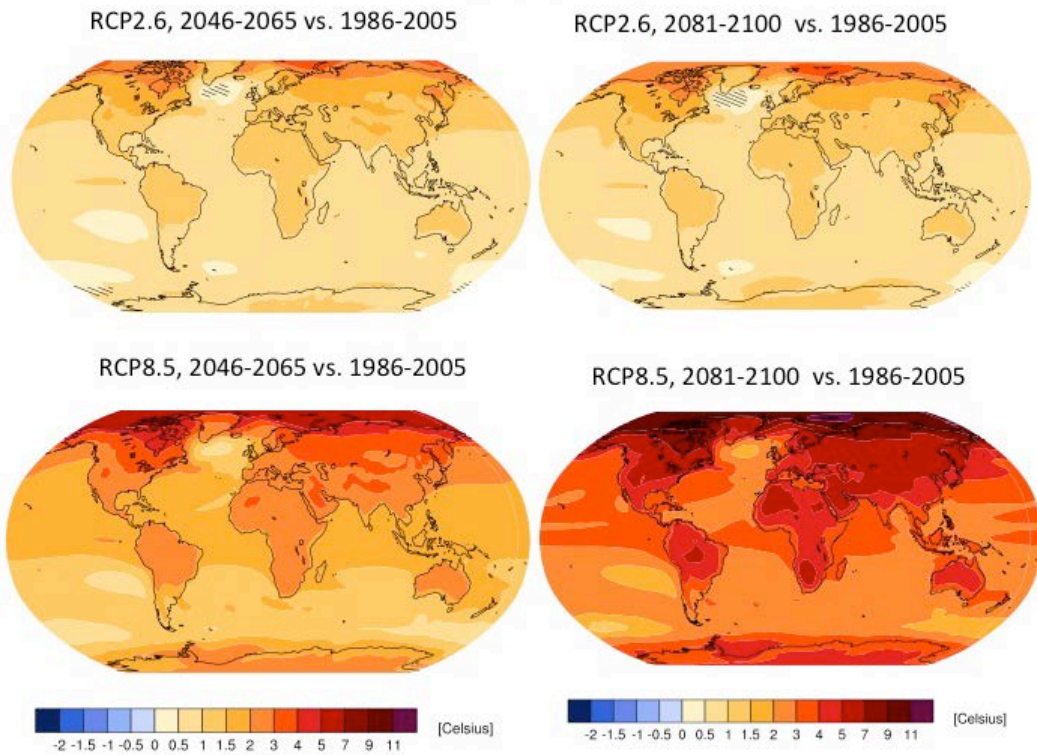 RCP2.6, 2046-2065 vs. 1986-2005
RCP2.6, 2081-2100 vs. 1986-2005
RCP8.5, 2046-2065 vs. 1986-2005
RCP8.5, 2081-2100 vs. 1986-2005
-2 -1.5 -1 -0.5 0 0.5 1 1.5 2 3 4 5 7 9 11 [Celsius]
-2 -1.5 -1 -0.5 0 0.5 1 1.5 2 3 4 5 7 9 11 [Celsius]